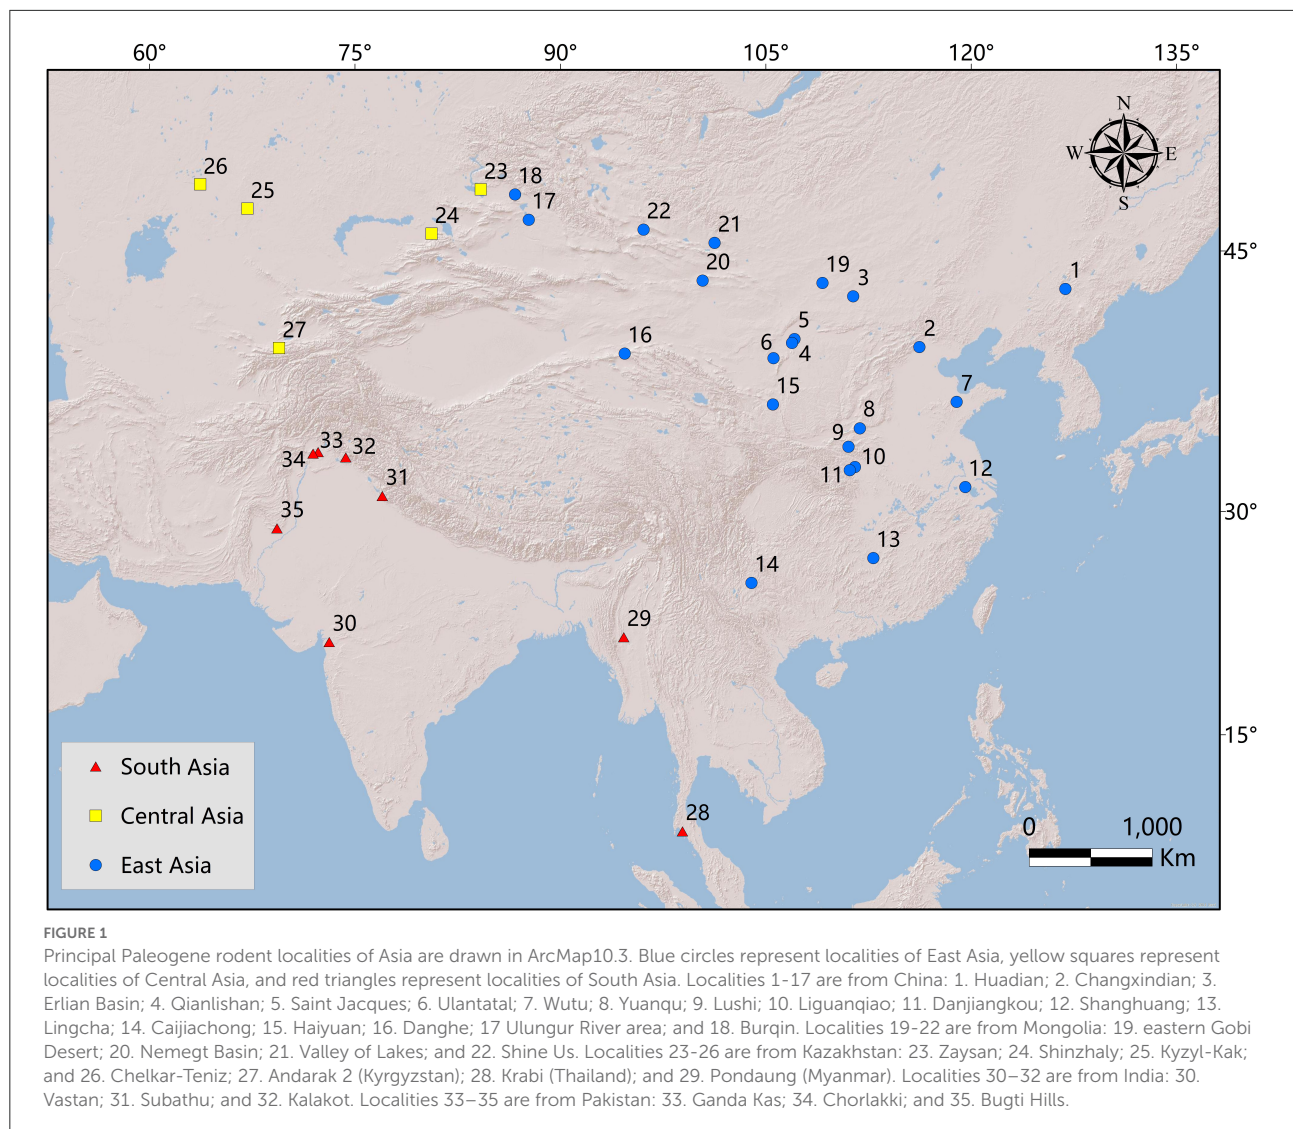 60° 75° 90° 105° 120° 135°
N
W E
S
26
25
23
18
24
17
22
21
20
19
3
1
45°
27
16
5
6
4
2
15
7
8
9
10
11
12
33
34
32
31
35
30°
14
13
30
29
15°
28
South Asia
Central Asia
East Asia
0 1,000
Km
FIGURE 1
Principal Paleogene rodent localities of Asia are drawn in ArcMap10.3. Blue circles represent localities of East Asia, yellow squares represent
localities of Central Asia, and red triangles represent localities of South Asia. Localities 1-17 are from China: 1. Huadian; 2. Changxindian; 3.
Erlian Basin; 4. Qianlishan; 5. Saint Jacques; 6. Ulantatal; 7. Wutu; 8. Yuanqu; 9. Lushi; 10. Liguanqiao; 11. Danjiangkou; 12. Shanghuang; 13.
Lingcha; 14. Caijiachong; 15. Haiyuan; 16. Danghe; 17 Ulungur River area; and 18. Burqin. Localities 19-22 are from Mongolia: 19. eastern Gobi
Desert; 20. Nemegt Basin; 21. Valley of Lakes; and 22. Shine Us. Localities 23-26 are from Kazakhstan: 23. Zaysan; 24. Shinzhaly; 25. Kyzyl-Kak;
and 26. Chelkar-Teniz; 27. Andarak 2 (Kyrgyzstan); 28. Krabi (Thailand); and 29. Pondaung (Myanmar). Localities 30–32 are from India: 30.
Vastan; 31. Subathu; and 32. Kalakot. Localities 33–35 are from Pakistan: 33. Ganda Kas; 34. Chorlakki; and 35. Bugti Hills.